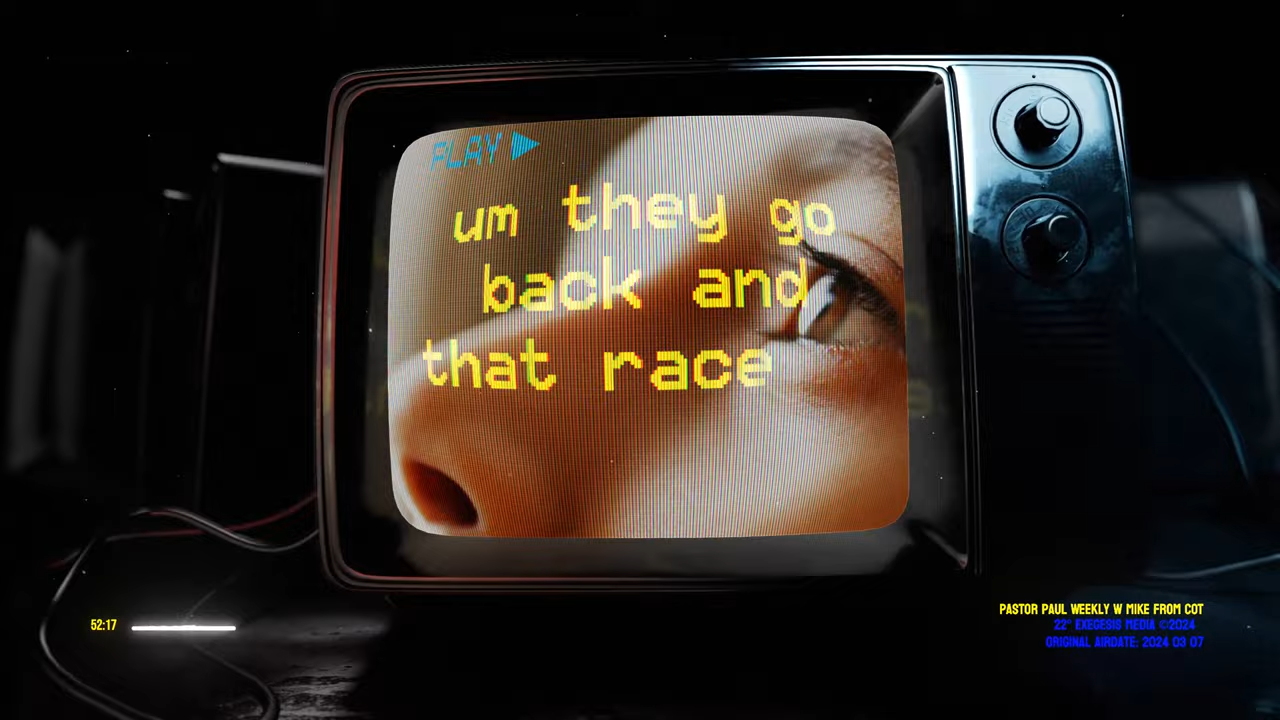 PLAY
um they go
back and
that race
52:17
PASTOR PAUL WEEKLY W MIKE FROM COT
22" EXEGESIS MEDIA ©2024
ORIGINAL AIRDATE: 2024 03 07